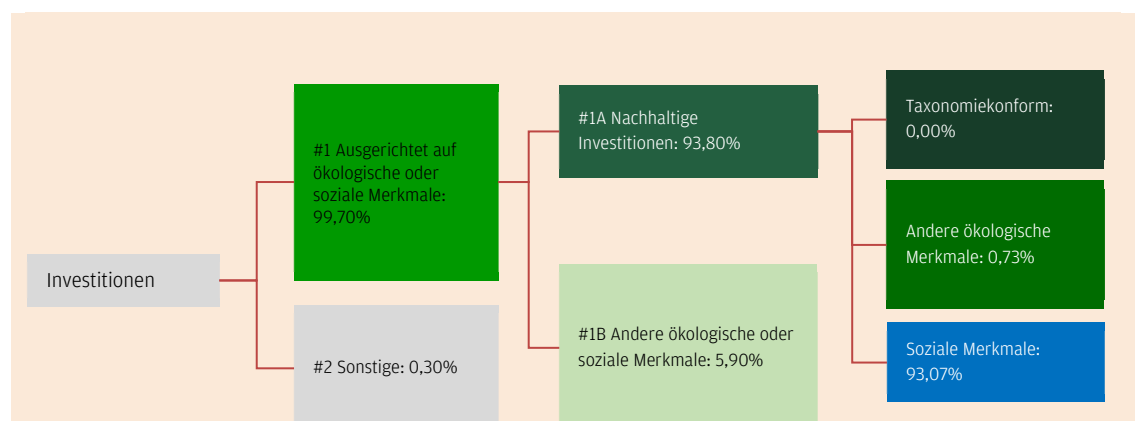 Investitionen
#1 Ausgerichtet auf
ökologische oder
soziale Merkmale:
99,70%
#2 Sonstige: 0,30%
#1A Nachhaltige
Investitionen: 93,80%
#1B Andere ökologische oder
soziale Merkmale: 5,90%
Taxonomiekonform:
0,00%
Andere ökologische
Merkmale: 0,73%
Soziale Merkmale:
93,07%